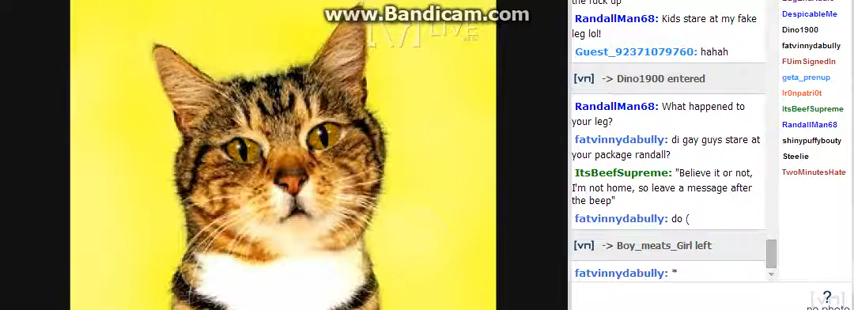 www.Bandicam.com
[V] LIVE
the fuck up
RandallMan68: Kids stare at my fake
leg lol!
Guest_92371079760: hahah
[vn] -> Dino1900 entered
RandallMan68: What happened to
your leg?
fatvinnydabully: di gay guys stare at
your package randall?
ItsBeefSupreme: "Believe it or not,
I'm not home, so leave a message after
the beep"
fatvinnydabully: do (
[vn] -> Boy_meats_Girl left
fatvinnydabully: *
DespicableMe
Dino1900
fatvinnydabully
FUimSignedIn
geta_prenup
Ir0npatri0t
ItsBeefSupreme
RandallMan68
shinypuffybouty
Steelie
TwoMinutesHate
?
no photo